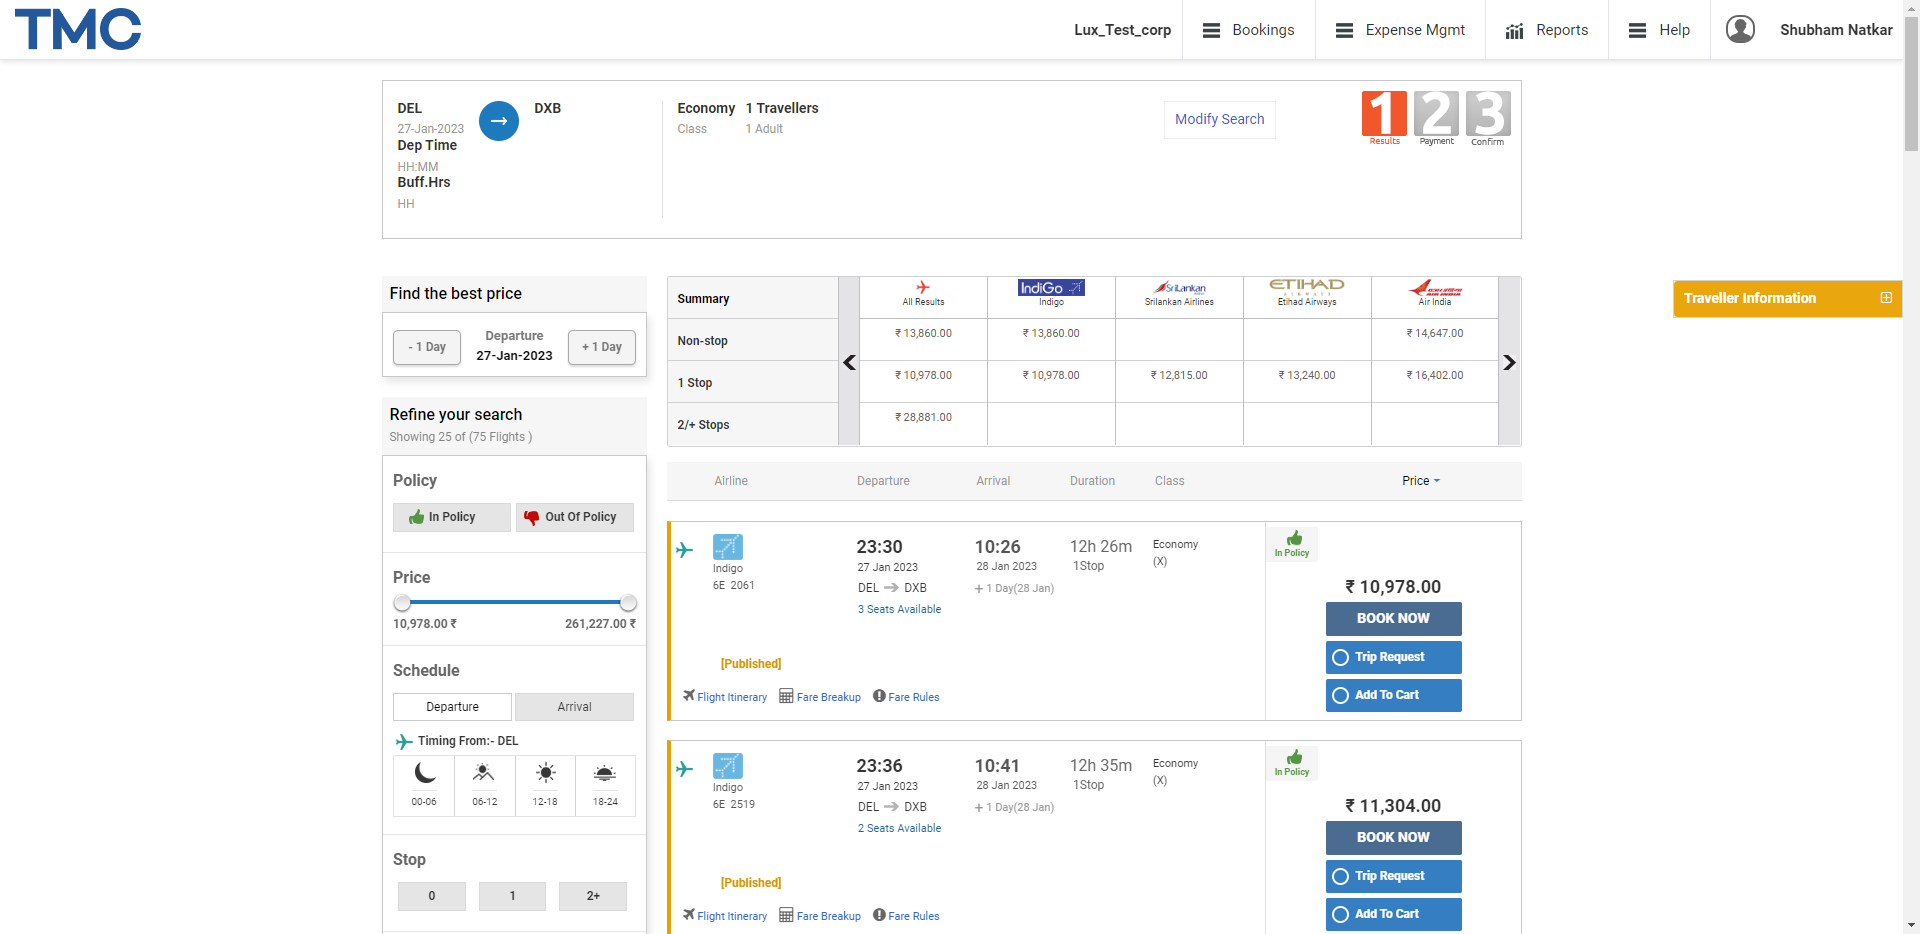 TMC
Lux_Test_corp
Bookings
Expense Mgmt
Reports
Help
Shubham Natkar
DEL
DXB
27-Jan-2023
Dep Time
HH:MM
Buff.Hrs
HH
Economy 1 Travellers
Class 1 Adult
Modify Search
1 2 3
Results Payment Confirm
Find the best price
- 1 Day
Departure
27-Jan-2023
+ 1 Day
Refine your search
Showing 25 of (75 Flights )
Policy
In Policy
Out Of Policy
Price
10,978.00 ₹
261,227.00 ₹
Schedule
Departure
Arrival
Timing From:- DEL
00-06
06-12
12-18
18-24
Stop
0
1
2+
Summary
All Results
IndiGo
Indigo
SriLankan
Srilankan Airlines
ETIHAD
AIRWAYS
Etihad Airways
AIR INDIA
Air India
Non-stop
₹ 13,860.00
₹ 13,860.00
₹ 14,647.00
1 Stop
₹ 10,978.00
₹ 10,978.00
₹ 12,815.00
₹ 13,240.00
₹ 16,402.00
2/+ Stops
₹ 28,881.00
Traveller Information
Airline
Departure
Arrival
Duration
Class
Price
Indigo
6E 2061
23:30
27 Jan 2023
DEL DXB
3 Seats Available
10:26
28 Jan 2023
+ 1 Day(28 Jan)
12h 26m
1Stop
Economy
(X)
In Policy
₹ 10,978.00
BOOK NOW
Trip Request
Add To Cart
[Published]
Flight Itinerary
Fare Breakup
Fare Rules
Indigo
6E 2519
23:36
27 Jan 2023
DEL DXB
2 Seats Available
10:41
28 Jan 2023
+ 1 Day(28 Jan)
12h 35m
1Stop
Economy
(X)
In Policy
₹ 11,304.00
BOOK NOW
Trip Request
Add To Cart
[Published]
Flight Itinerary
Fare Breakup
Fare Rules